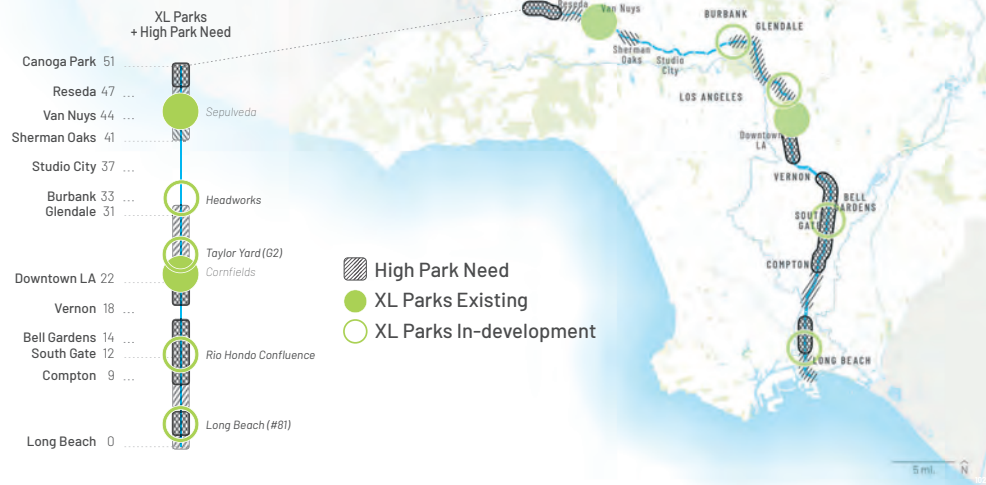 XL Parks
+ High Park Need
Canoga Park 51
Reseda 47 ...
Van Nuys 44 ...
Sepulveda
Sherman Oaks 41
Studio City 37 ...
Burbank 33 ...
Headworks
Glendale 31
Taylor Yard (G2)
Cornfields
Downtown LA 22
Vernon 18 ...
Bell Gardens 14 ...
South Gate 12
Rio Hondo Confluence
Compton 9 ...
Long Beach (#81)
Long Beach 0
High Park Need
XL Parks Existing
XL Parks In-development
Reseda
Van Nuys
Sherman
Oaks
Studio
City
BURBANK
GLENDALE
LOS ANGELES
Downtown
LA
VERNON
BELL
GARDENS
SOUTH
GATE
COMPTON
LONG BEACH
5 mi.
N